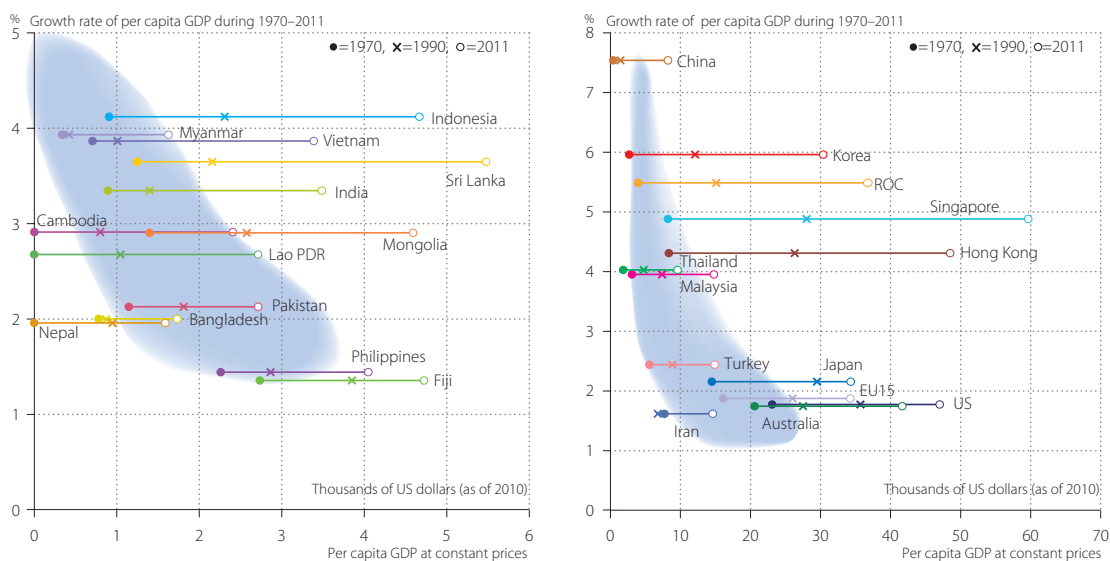 % Growth rate of per capita GDP during 1970–2011
●=1970, ×=1990, ○=2011
5
4
3
2
1
0
Indonesia
Myanmar
Vietnam
Sri Lanka
India
Cambodia
Mongolia
Lao PDR
Pakistan
Bangladesh
Nepal
Philippines
Fiji
Thousands of US dollars (as of 2010)
0 1 2 3 4 5 6
Per capita GDP at constant prices
% Growth rate of per capita GDP during 1970–2011
●=1970, ×=1990, ○=2011
8
7
6
5
4
3
2
1
0
China
Korea
ROC
Singapore
Hong Kong
Thailand
Malaysia
Turkey
Japan
EU15
US
Australia
Iran
Thousands of US dollars (as of 2010)
0 10 20 30 40 50 60 70
Per capita GDP at constant prices